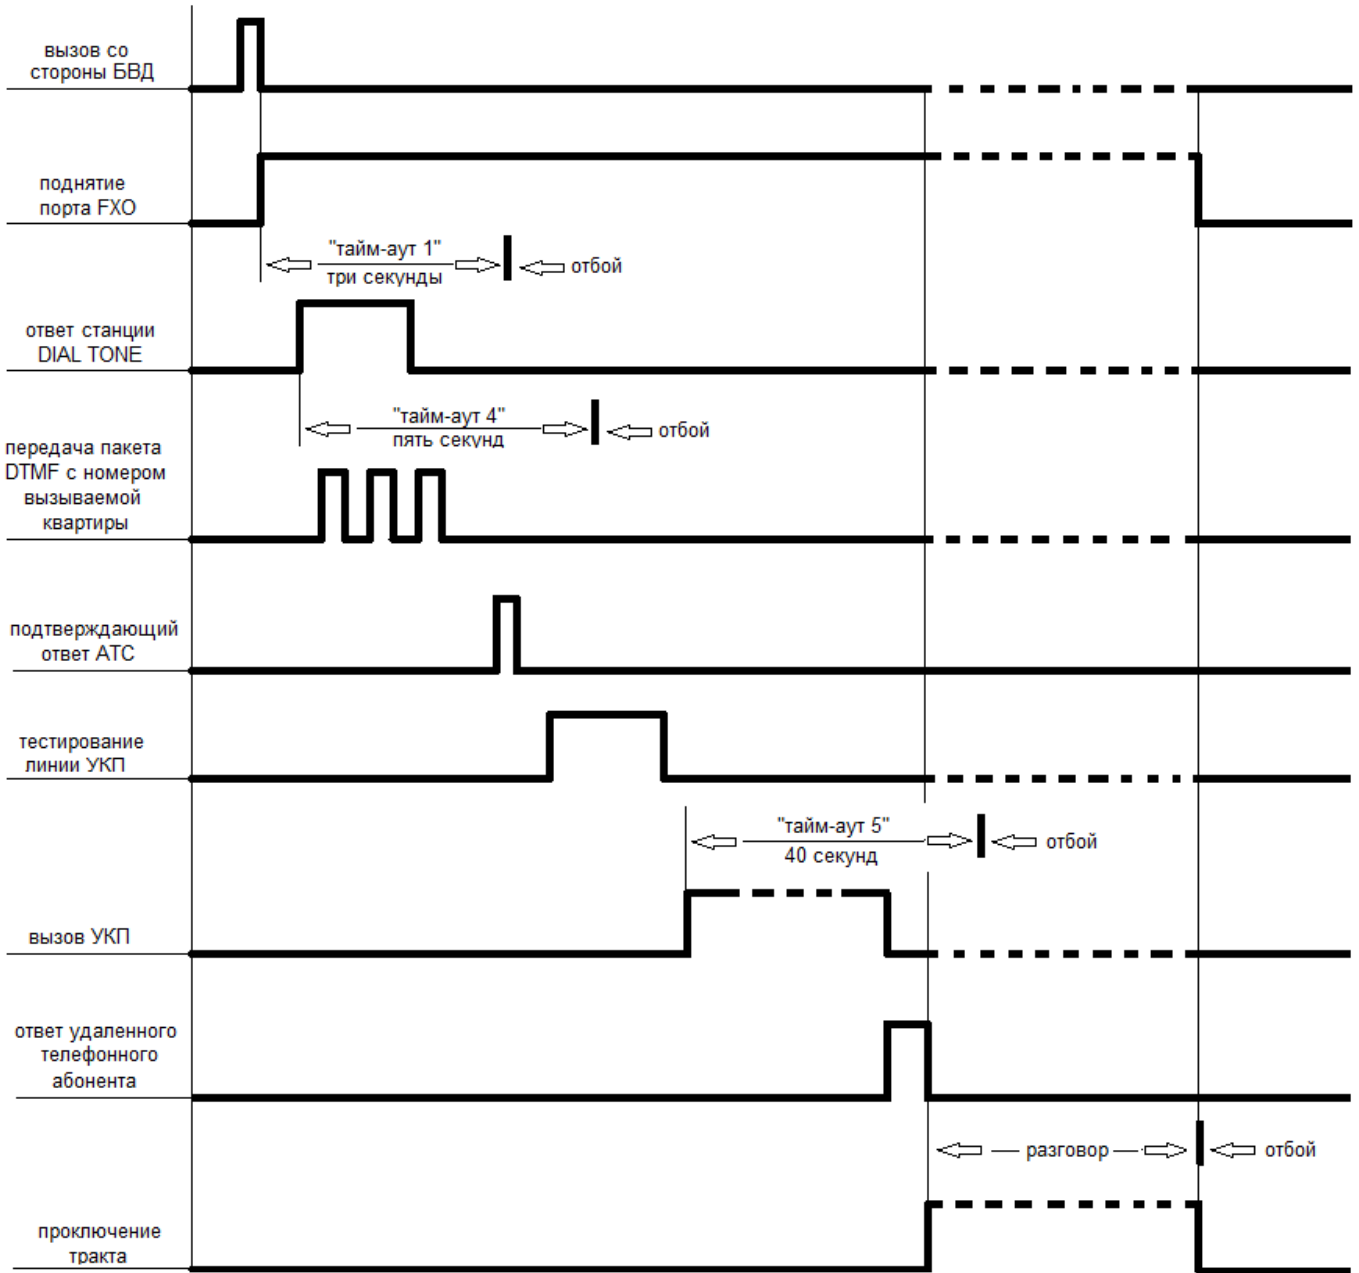 вызов со
стороны БВД
поднятие
порта FXO
"тайм-аут 1"
три секунды
отбой
ответ станции
DIAL TONE
"тайм-аут 4"
пять секунд
отбой
передача пакета
DTMF с номером
вызываемой
квартиры
подтверждающий
ответ АТС
тестирование
линии УКП
"тайм-аут 5"
40 секунд
отбой
вызов УКП
ответ удаленного
телефонного
абонента
разговор
отбой
проключение
тракта